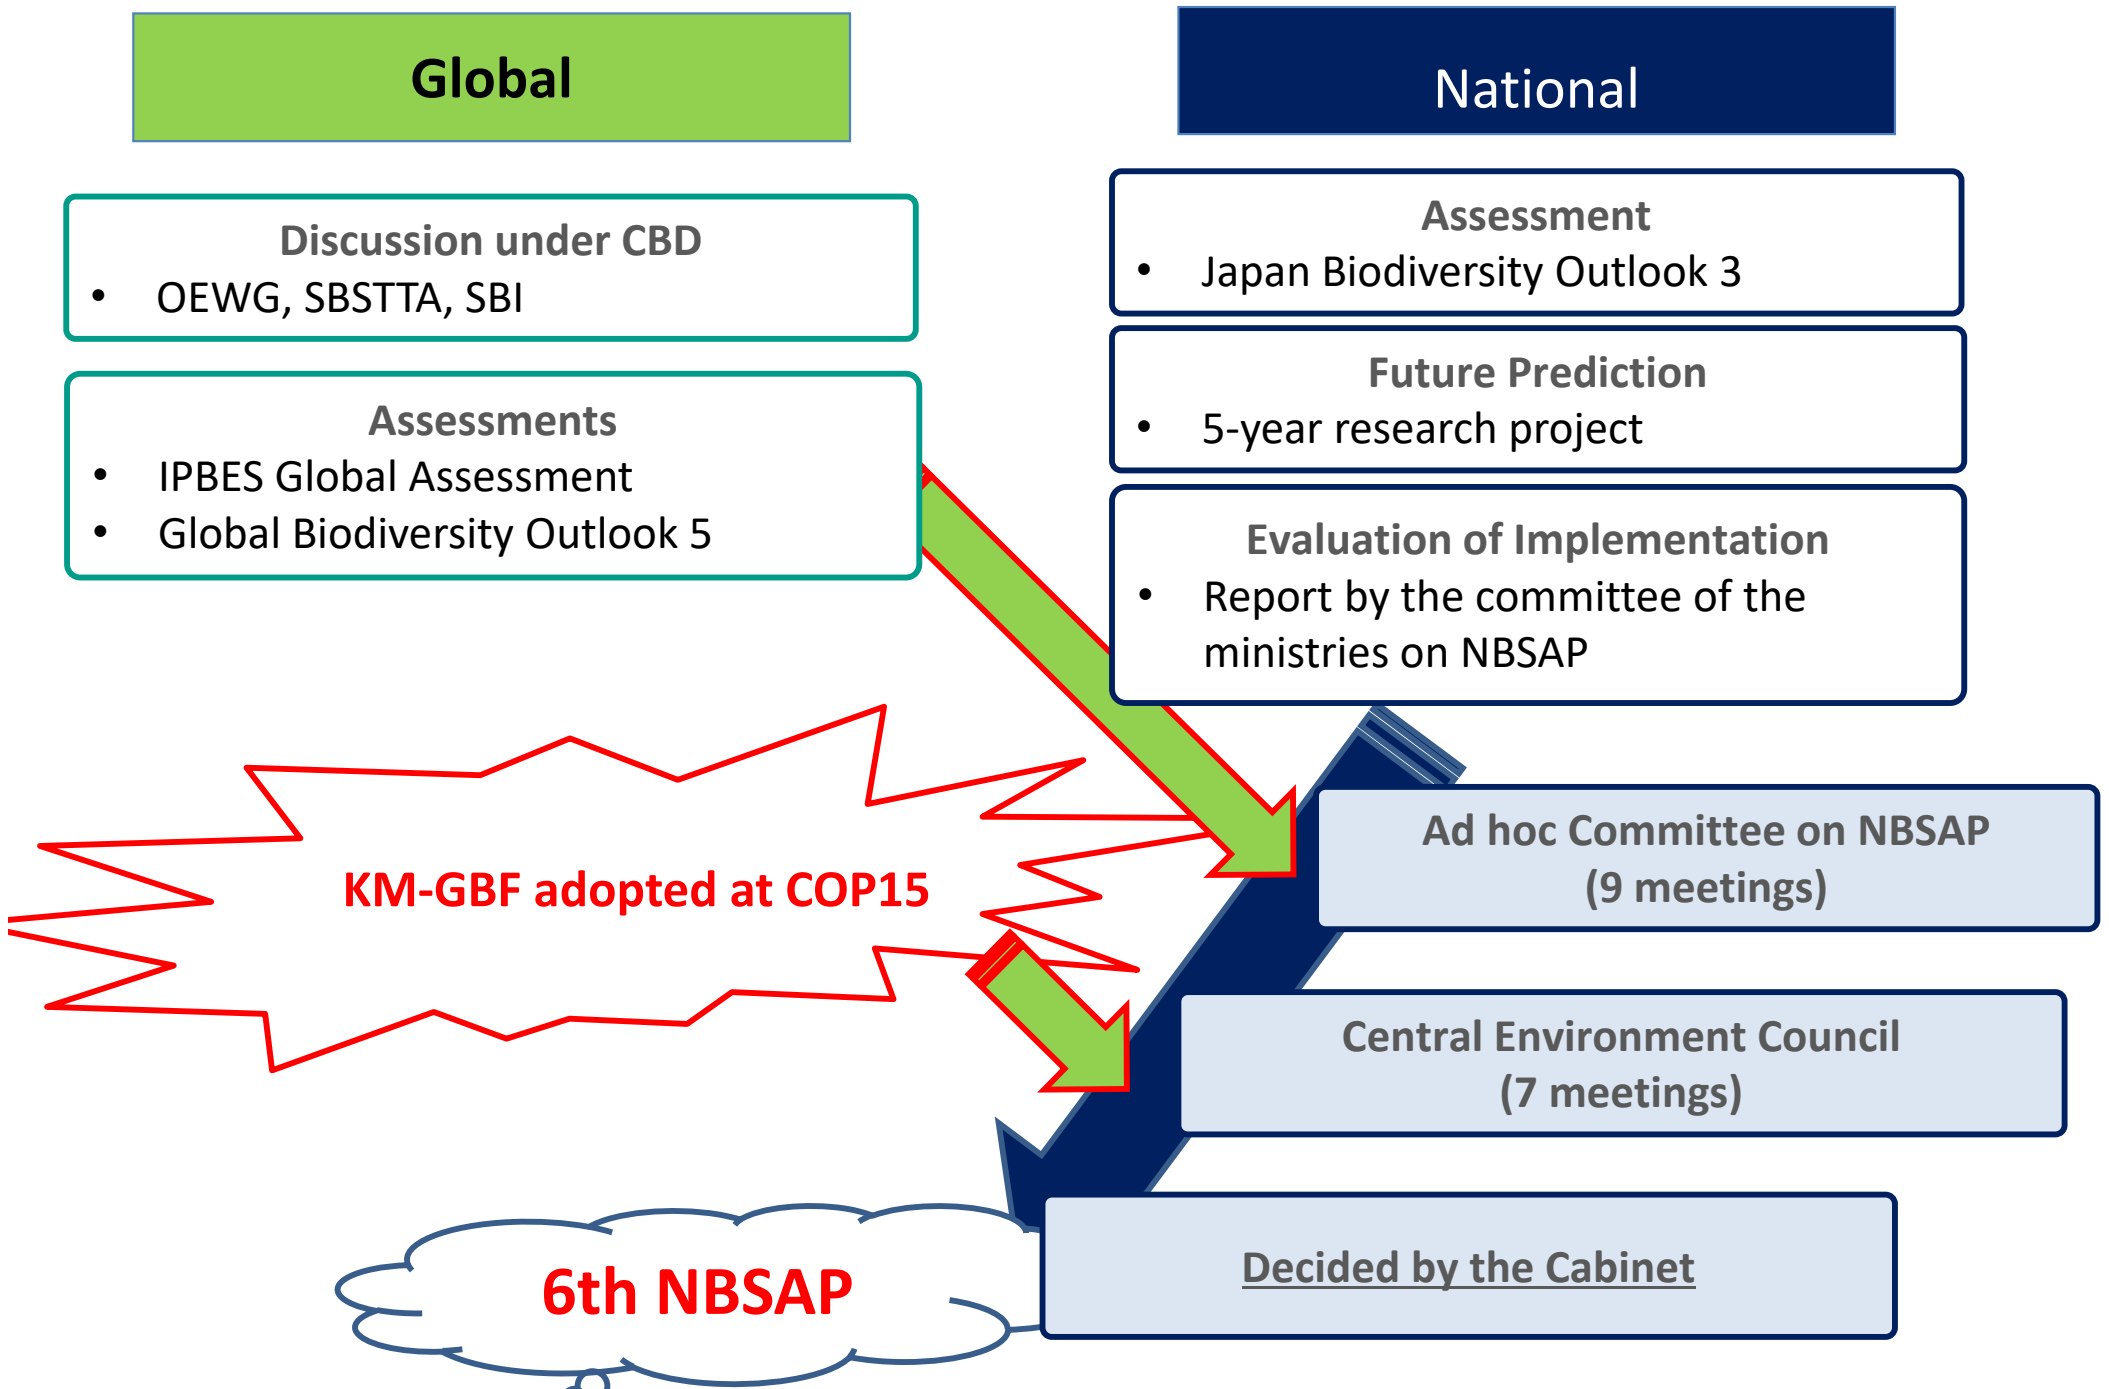 Global
National
Discussion under CBD
• OEWG, SBSTTA, SBI
Assessments
• IPBES Global Assessment
• Global Biodiversity Outlook 5
Assessment
• Japan Biodiversity Outlook 3
Future Prediction
• 5-year research project
Evaluation of Implementation
• Report by the committee of the
ministries on NBSAP
KM-GBF adopted at COP15
Ad hoc Committee on NBSAP
(9 meetings)
Central Environment Council
(7 meetings)
6th NBSAP
Decided by the Cabinet